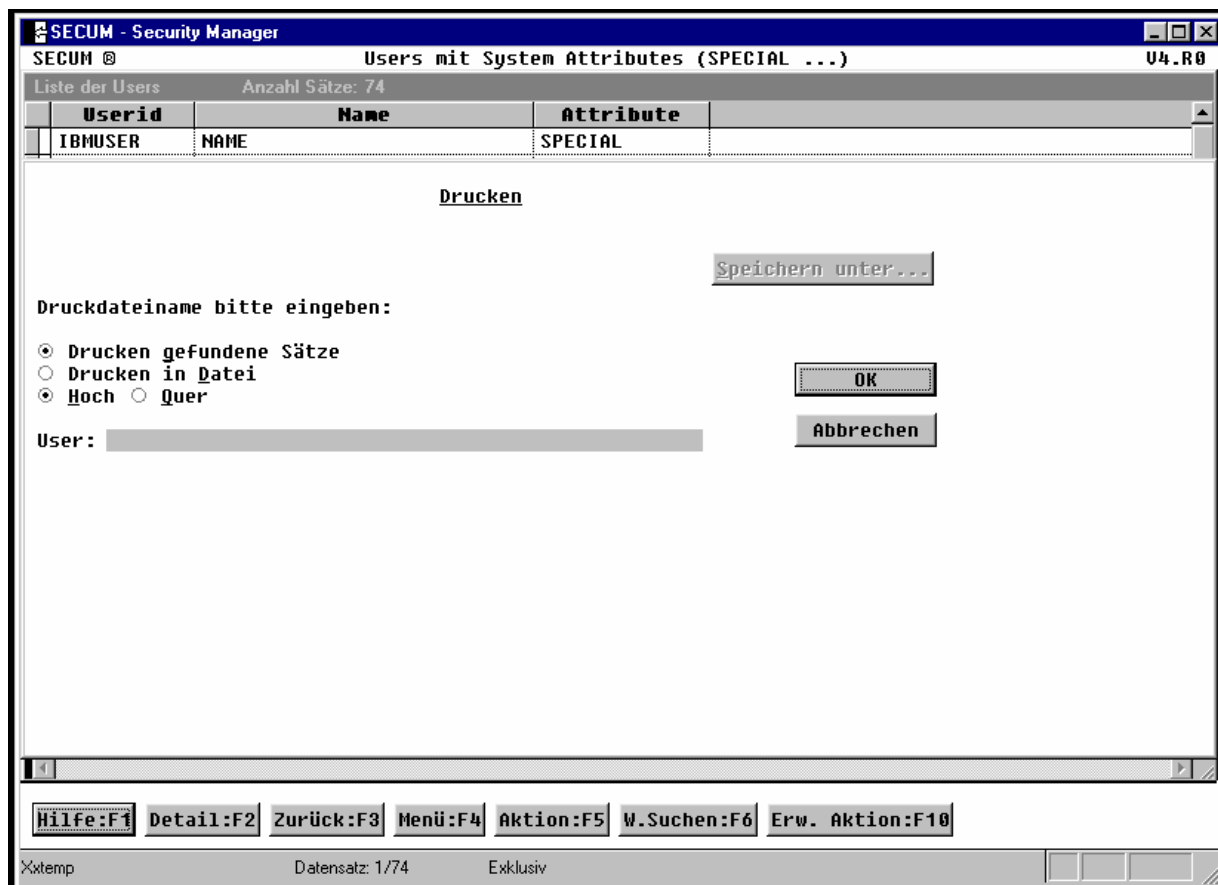 SECUM - Security Manager
SECUM ® Users mit System Attributes (SPECIAL ...) V4.R0
Liste der Users Anzahl Sätze: 74
Userid Name Attribute
IBMUSER NAME SPECIAL
Drucken
Speichern unter...
Druckdateiname bitte eingeben:
Drucken gefundene Sätze
Drucken in Datei
OK
Hoch Quer
Abbrechen
User:
Hilfe:F1 Detail:F2 Zurück:F3 Menü:F4 Aktion:F5 W.Suchen:F6 Erw. Aktion:F10
Xxtemp Datensatz: 1/74 Exklusiv